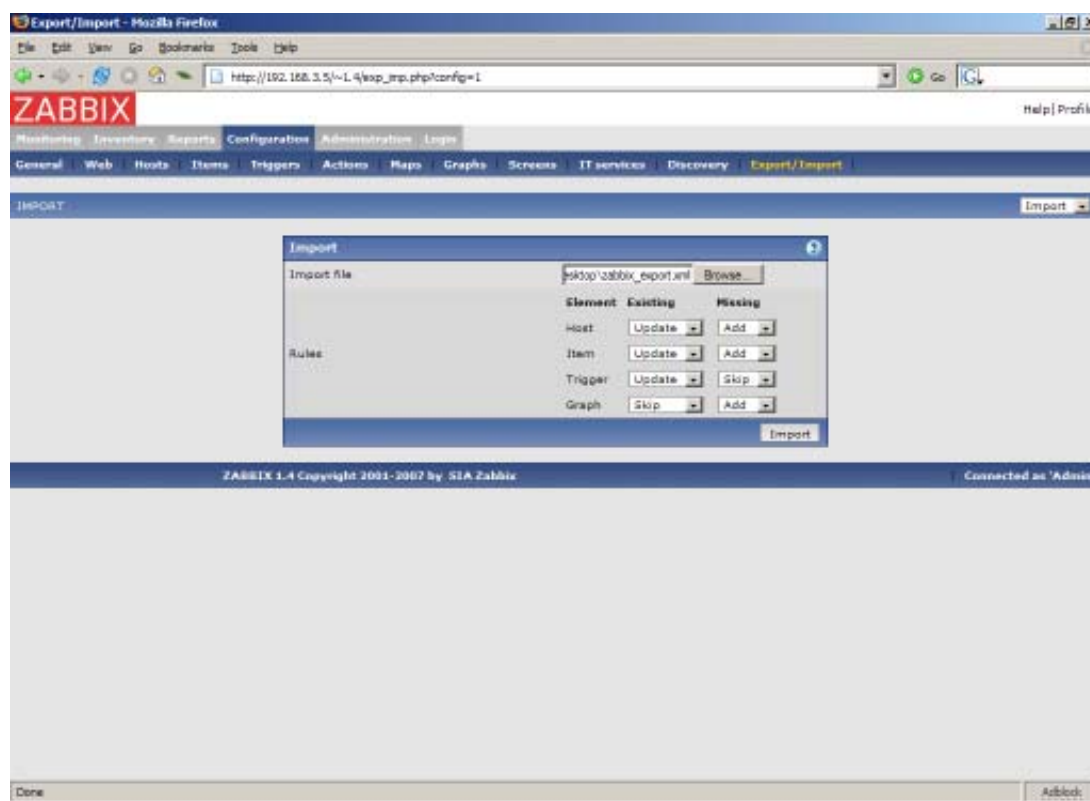 Export/Import - Mozilla Firefox
File Edit View Go Bookmarks Tools Help
http://192.168.3.5/~1.4/exp_imp.php?config=1
Go
ZABBIX
Help | Profil
Monitoring Inventory Reports Configuration Administration Login
General Web Hosts Items Triggers Actions Maps Graphs Screens IT services Discovery Export/Import
IMPORT
Import
Import
Import file
esktop\zabbix_export.xml Browse...
Element Existing Missing
Host Update Add
Rules
Item Update Add
Trigger Update Skip
Graph Skip Add
Import
ZABBIX 1.4 Copyright 2001-2007 by SIA Zabbix
Connected as 'Admin
Done
Adblock